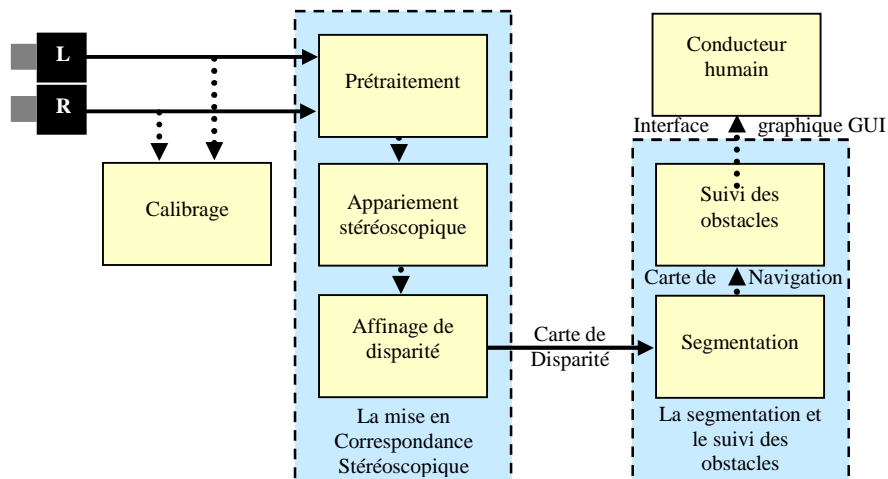 L
R
Prétraitement
Calibrage
Appariement
stéréoscopique
Affinage de
disparité
La mise en
Correspondance
Stéréoscopique
Carte de
Disparité
Conducteur
humain
Interface graphique GUI
Suivi des
obstacles
Carte de Navigation
Segmentation
La segmentation et
le suivi des
obstacles